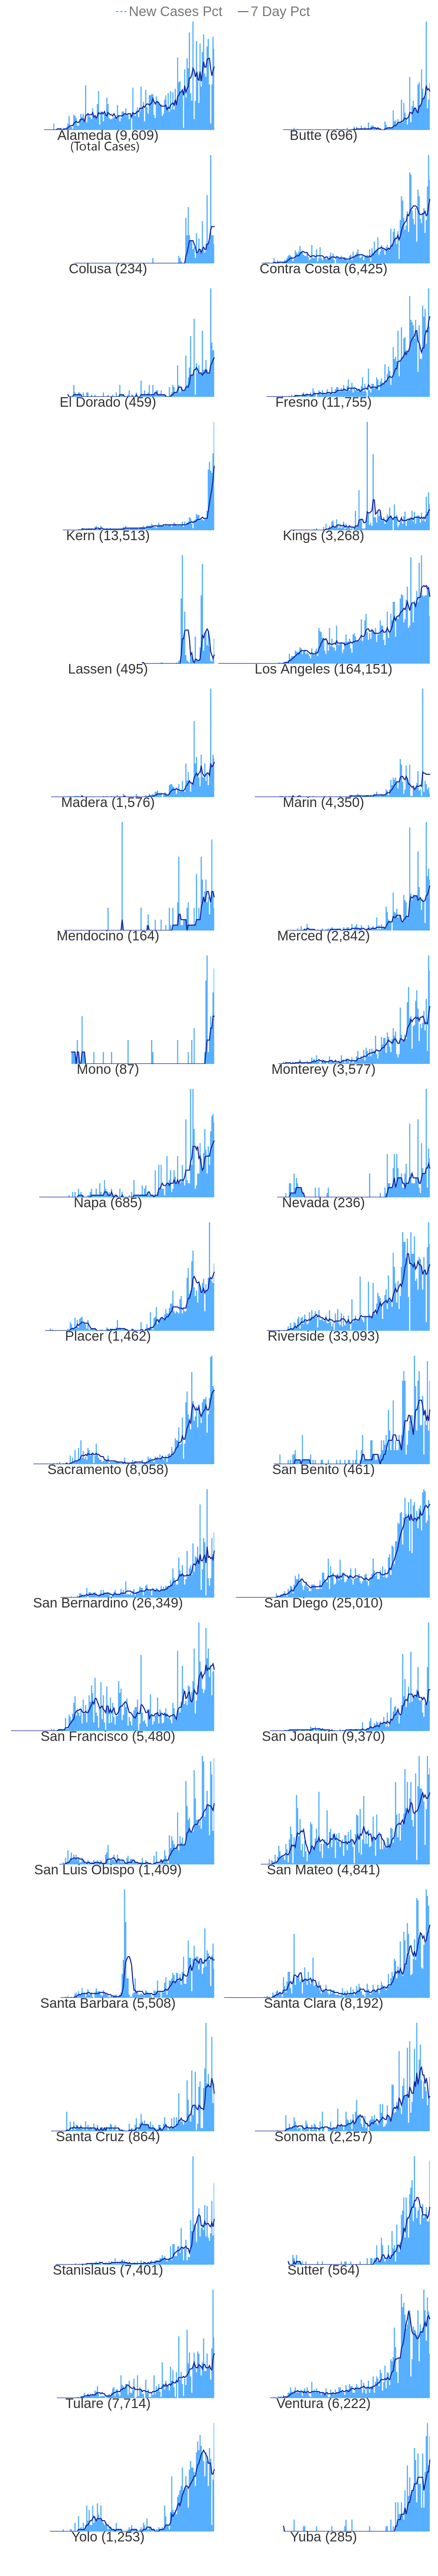 New Cases Pct 7 Day Pct
Alameda (9,609) Butte (696)
(Total Cases)
Colusa (234) Contra Costa (6,425)
El Dorado (459) Fresno (11,755)
Kern (13,513) Kings (3,268)
Lassen (495) Los Angeles (164,151)
Madera (1,576) Marin (4,350)
Mendocino (164) Merced (2,842)
Mono (87) Monterey (3,577)
Napa (685) Nevada (236)
Placer (1,462) Riverside (33,093)
Sacramento (8,058) San Benito (461)
San Bernardino (26,349) San Diego (25,010)
San Francisco (5,480) San Joaquin (9,370)
San Luis Obispo (1,409) San Mateo (4,841)
Santa Barbara (5,508) Santa Clara (8,192)
Santa Cruz (864) Sonoma (2,257)
Stanislaus (7,401) Sutter (564)
Tulare (7,714) Ventura (6,222)
Yolo (1,253) Yuba (285)